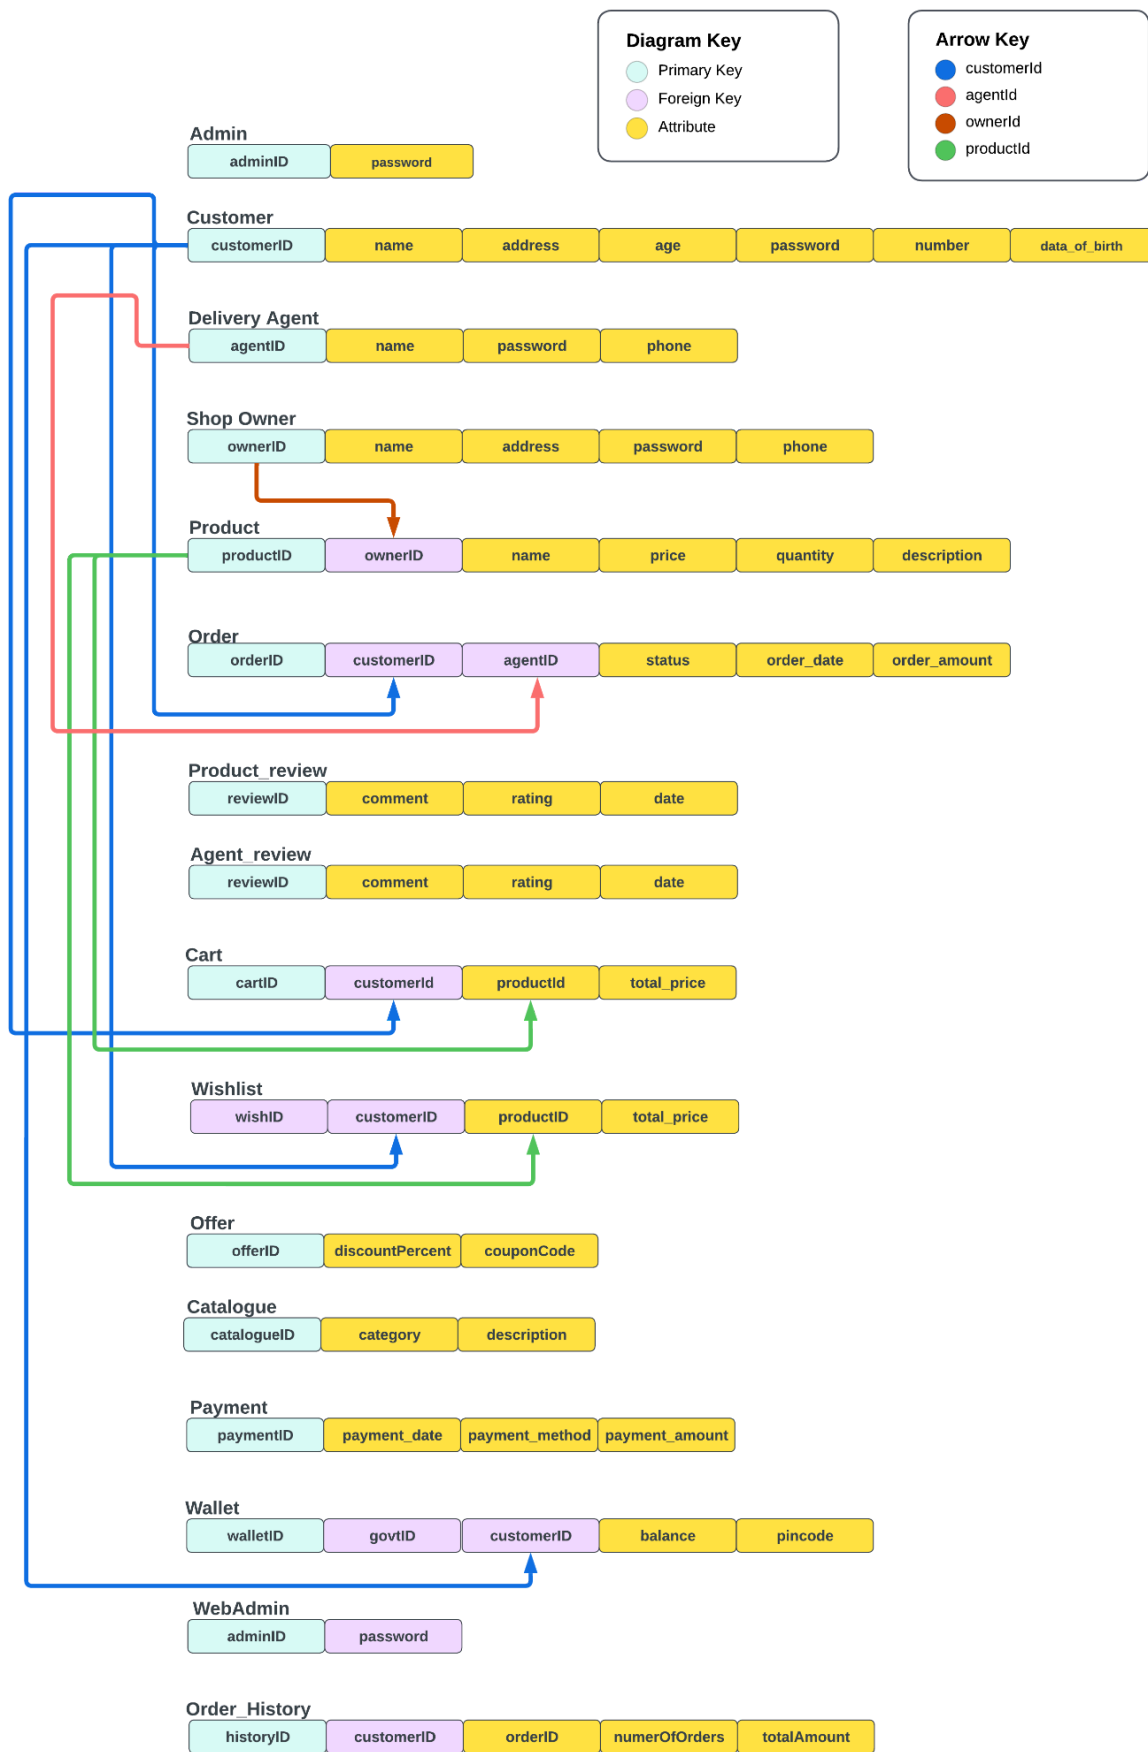 Diagram Key
Primary Key
Foreign Key
Attribute
Arrow Key
customerId
agentId
ownerId
productId
Admin
adminID password
Customer
customerID name address age password number data_of_birth
Delivery Agent
agentID name password phone
Shop Owner
ownerID name address password phone
Product
productID ownerID name price quantity description
Order
orderID customerID agentID status order_date order_amount
Product_review
reviewID comment rating date
Agent_review
reviewID comment rating date
Cart
cartID customerId productId total_price
Wishlist
wishID customerID productID total_price
Offer
offerID discountPercent couponCode
Catalogue
catalogueID category description
Payment
paymentID payment_date payment_method payment_amount
Wallet
walletID govtID customerID balance pincode
WebAdmin
adminID password
Order_History
historyID customerID orderID numerOfOrders totalAmount